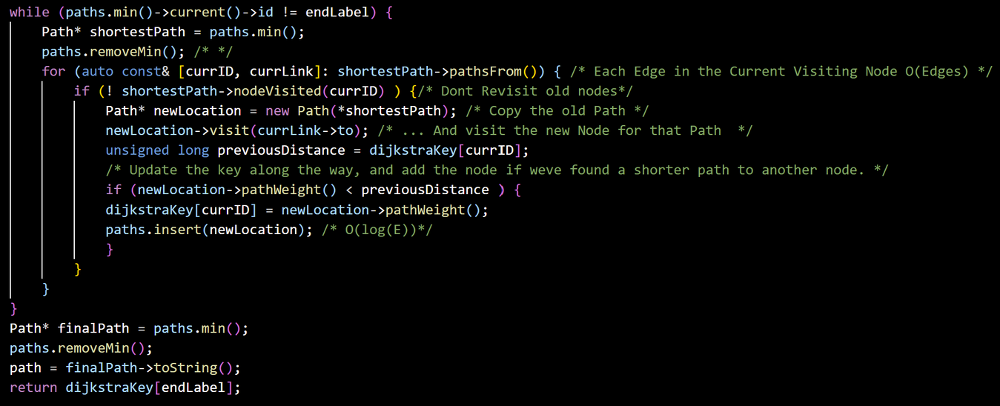 while (paths.min()->current()->id != endLabel) {
    Path* shortestPath = paths.min();
    paths.removeMin(); /* */
    for (auto const& [currID, currLink]: shortestPath->pathsFrom()) { /* Each Edge in the Current Visiting Node O(Edges) */
        if (! shortestPath->nodeVisited(currID) ) {/* Dont Revisit old nodes*/
            Path* newLocation = new Path(*shortestPath); /* Copy the old Path */
            newLocation->visit(currLink->to); /* ... And visit the new Node for that Path  */
            unsigned long previousDistance = dijkstraKey[currID];
            /* Update the key along the way, and add the node if weve found a shorter path to another node. */
            if (newLocation->pathWeight() < previousDistance ) {
            dijkstraKey[currID] = newLocation->pathWeight();
            paths.insert(newLocation); /* O(log(E))*/
            }
        }
    }
}
Path* finalPath = paths.min();
paths.removeMin();
path = finalPath->toString();
return dijkstraKey[endLabel];